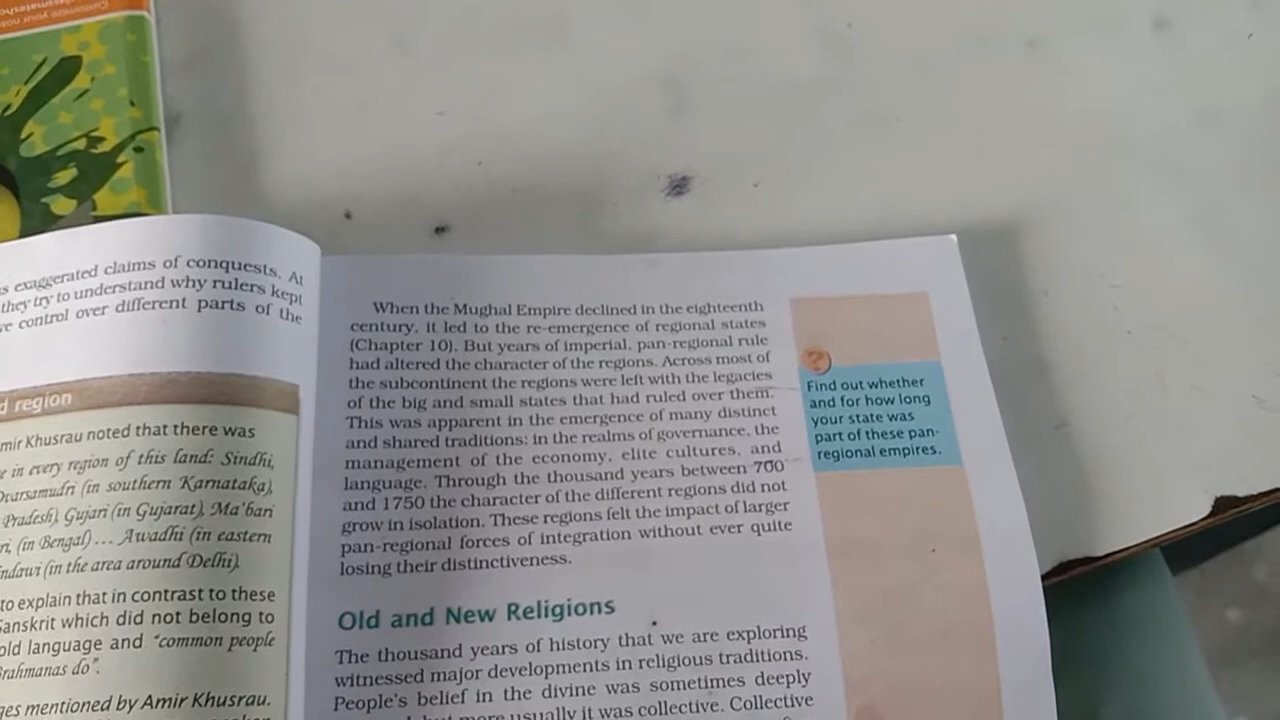 Customize your
s exaggerated claims of conquests. At
they try to understand why rulers kept
control over different parts of the
d region
mir Khusrau noted that there was
e in every region of this land: Sindhi,
Dvarsamudri (in southern Karnataka),
Pradesh), Gujari (in Gujarat), Ma'bari
ri, (in Bengal) ... Awadhi (in eastern
ndawi (in the area around Delhi).
to explain that in contrast to these
Sanskrit which did not belong to
old language and "common people
Brahmanas do".
ges mentioned by Amir Khusrau.
When the Mughal Empire declined in the eighteenth
century, it led to the re-emergence of regional states
(Chapter 10). But years of imperial, pan-regional rule
had altered the character of the regions. Across most of
the subcontinent the regions were left with the legacies
of the big and small states that had ruled over them.
This was apparent in the emergence of many distinct
and shared traditions: in the realms of governance, the
management of the economy, elite cultures, and
language. Through the thousand years between 700
and 1750 the character of the different regions did not
grow in isolation. These regions felt the impact of larger
pan-regional forces of integration without ever quite
losing their distinctiveness.
Old and New Religions
The thousand years of history that we are exploring
witnessed major developments in religious traditions.
People's belief in the divine was sometimes deeply
but more usually it was collective. Collective
?
Find out whether
and for how long
your state was
part of these pan-
regional empires.